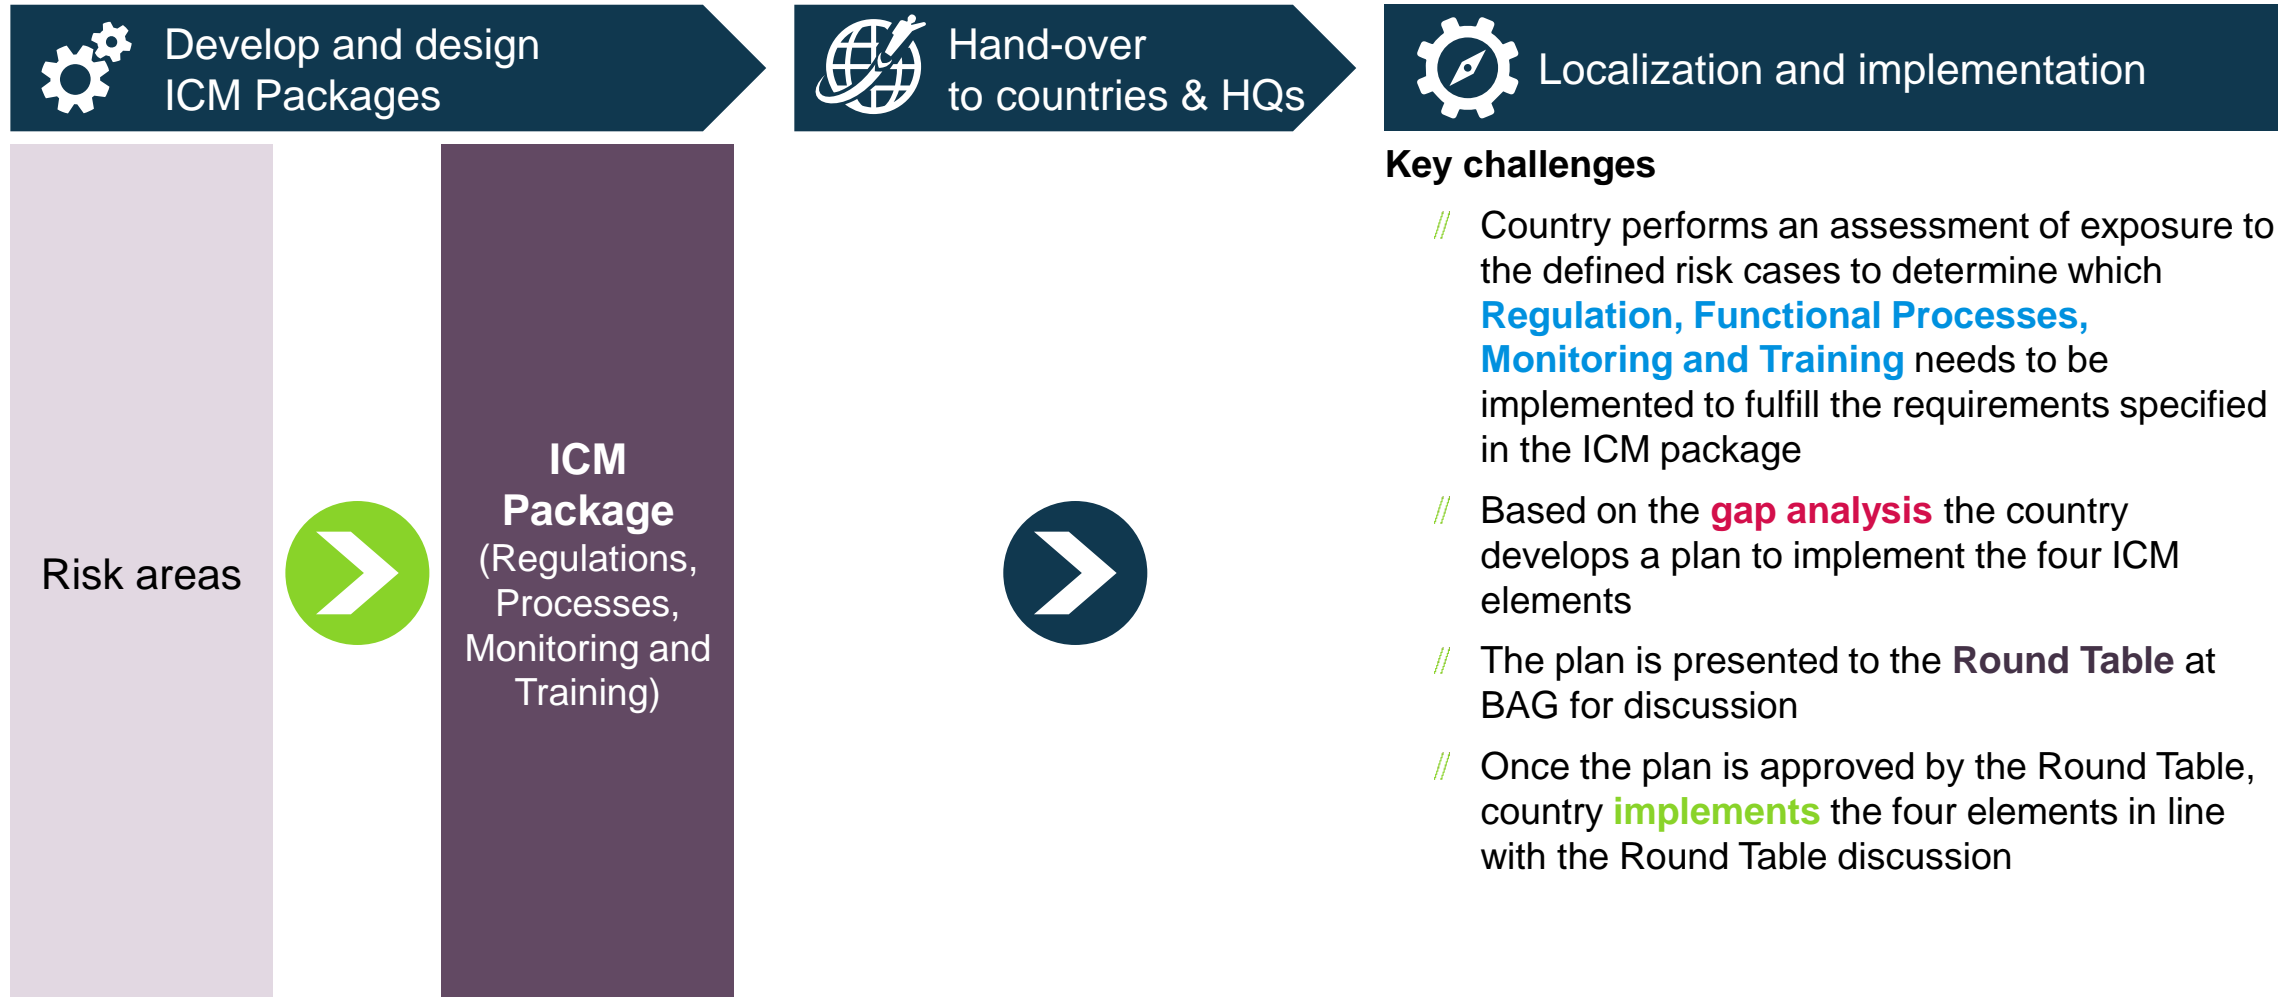 Develop and design
ICM Packages
Hand-over
to countries & HQs
Localization and implementation
Risk areas
ICM
Package
(Regulations,
Processes,
Monitoring and
Training)
Key challenges
// Country performs an assessment of exposure to
the defined risk cases to determine which
Regulation, Functional Processes,
Monitoring and Training needs to be
implemented to fulfill the requirements specified
in the ICM package
// Based on the gap analysis the country
develops a plan to implement the four ICM
elements
// The plan is presented to the Round Table at
BAG for discussion
// Once the plan is approved by the Round Table,
country implements the four elements in line
with the Round Table discussion